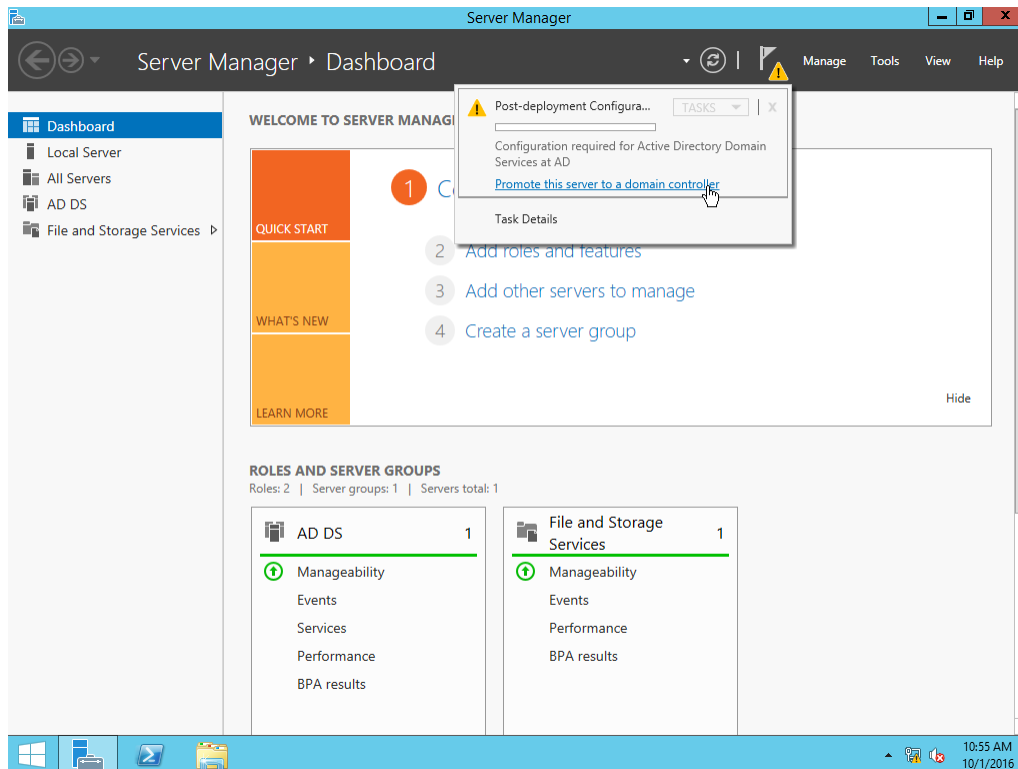 Server Manager
Server Manager ‣ Dashboard
Manage Tools View Help
Post-deployment Configura... TASKS X
Configuration required for Active Directory Domain
Services at AD
Promote this server to a domain controller
Task Details
Dashboard
Local Server
All Servers
AD DS
File and Storage Services
WELCOME TO SERVER MANAG
QUICK START
WHAT'S NEW
LEARN MORE
1 C
2 Add roles and features
3 Add other servers to manage
4 Create a server group
Hide
ROLES AND SERVER GROUPS
Roles: 2 | Server groups: 1 | Servers total: 1
AD DS 1
Manageability
Events
Services
Performance
BPA results
File and Storage
Services 1
Manageability
Events
Performance
BPA results
10:55 AM
10/1/2016